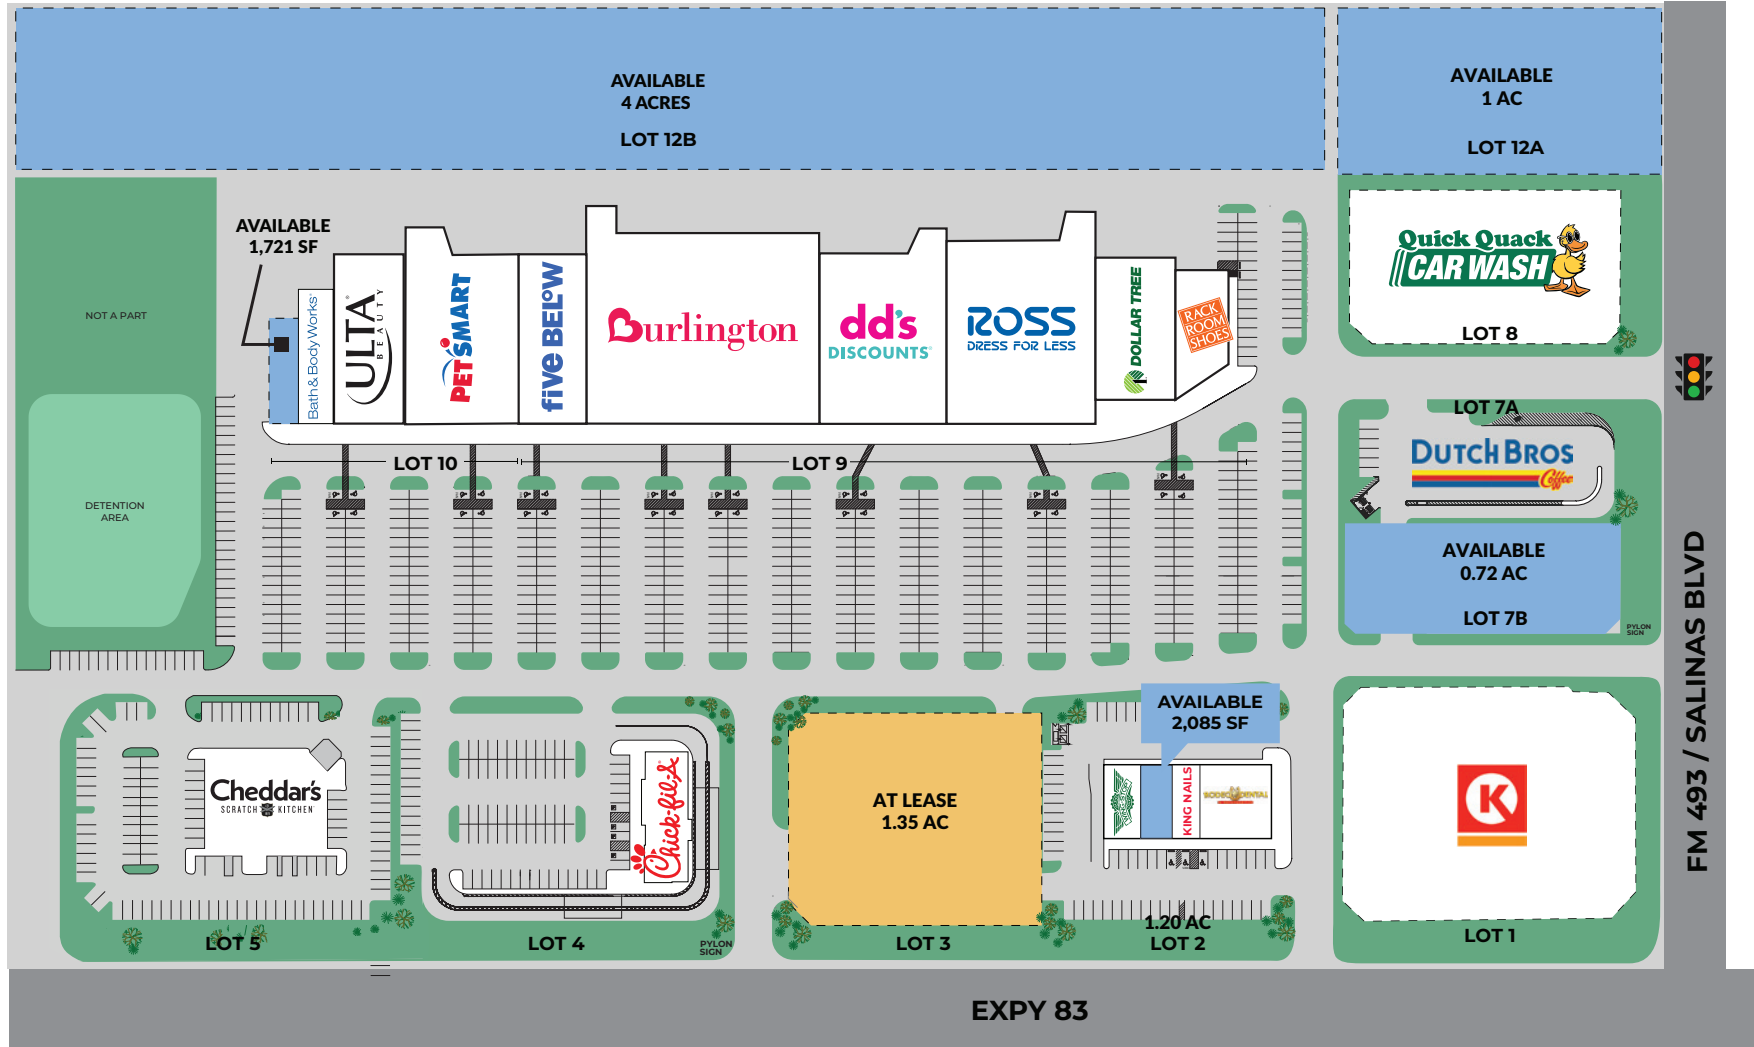 AVAILABLE
4 ACRES
LOT 12B
AVAILABLE
1 AC
LOT 12A
AVAILABLE
1,721 SF
NOT A PART
DETENTION
AREA
Bath & Body Works
ULTA
BEAUTY
PETSMART
five BELOW
Burlington
dd's
DISCOUNTS
ROSS
DRESS FOR LESS
DOLLAR TREE
RACK
ROOM
SHOES
Quick Quack
CAR WASH
LOT 8
LOT 7A
DUTCH BROS
Coffee
AVAILABLE
0.72 AC
LOT 7B
PYLON
SIGN
LOT 10
LOT 9
FM 493 / SALINAS BLVD
Cheddar's
SCRATCH KITCHEN
LOT 5
Chick-fil-A
LOT 4
PYLON
SIGN
AT LEASE
1.35 AC
LOT 3
AVAILABLE
2,085 SF
KING NAILS
RODEO DENTAL
1.20 AC
LOT 2
K
LOT 1
EXPY 83